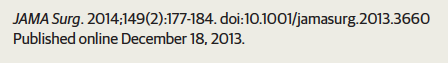 JAMA Surg. 2014;149(2):177-184. doi:10.1001/jamasurg.2013.3660
Published online December 18, 2013.